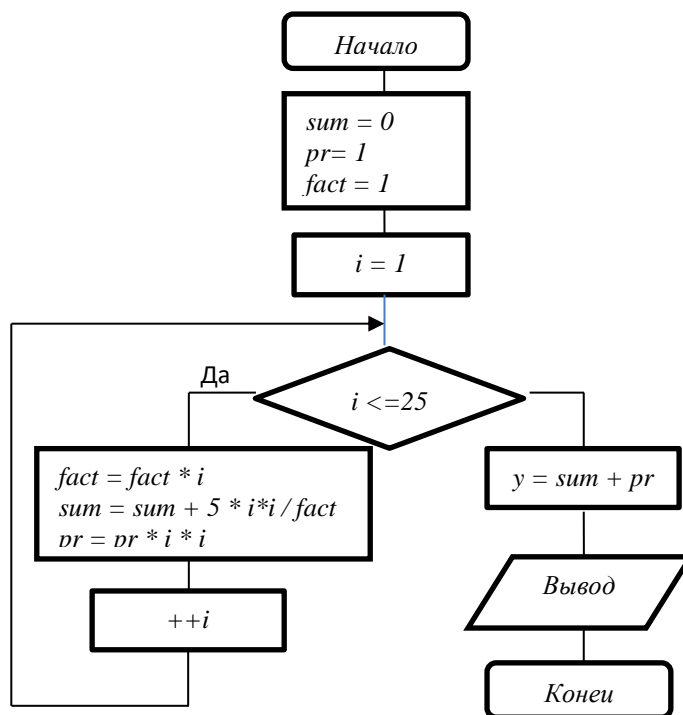 Начало
sum = 0
pr= 1
fact = 1
i = 1
Да
i <=25
fact = fact * i
sum = sum + 5 * i*i / fact
pr = pr * i * i
++i
y = sum + pr
Вывод
Конец